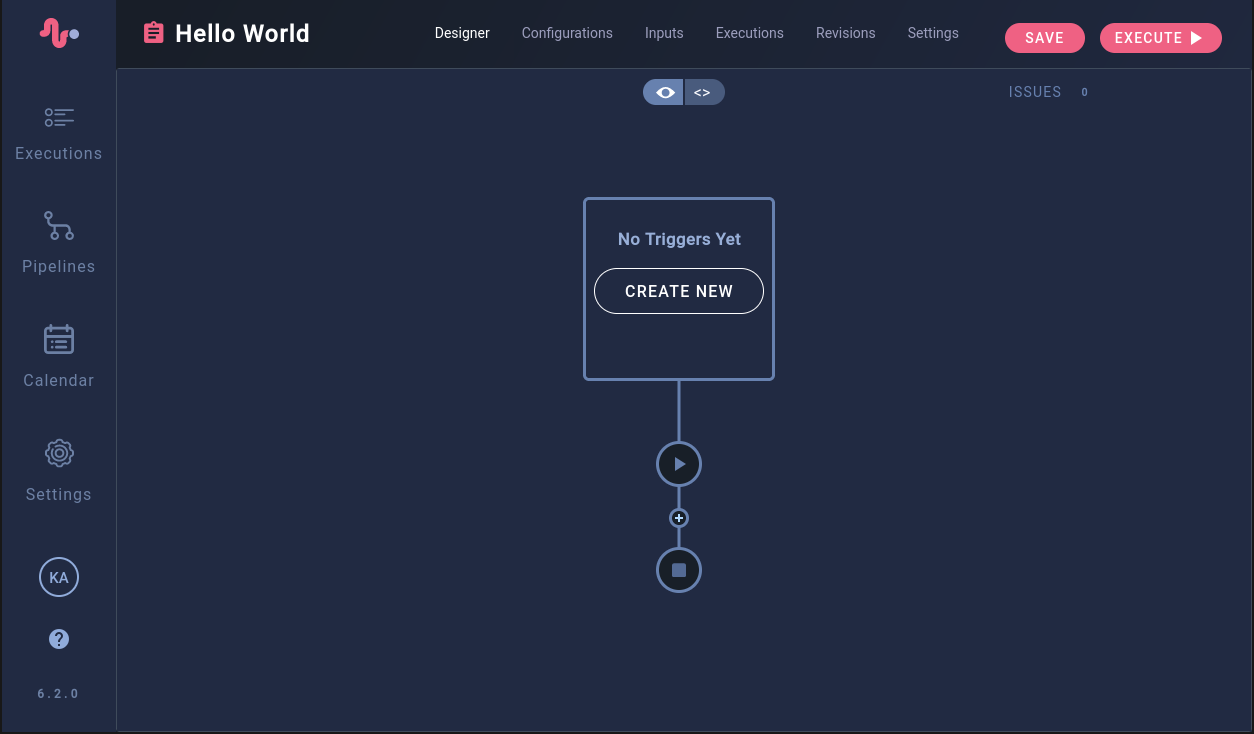 Hello World
Designer Configurations Inputs Executions Revisions Settings
SAVE
EXECUTE
<>
ISSUES 0
Executions
Pipelines
Calendar
Settings
KA
?
6.2.0
No Triggers Yet
CREATE NEW